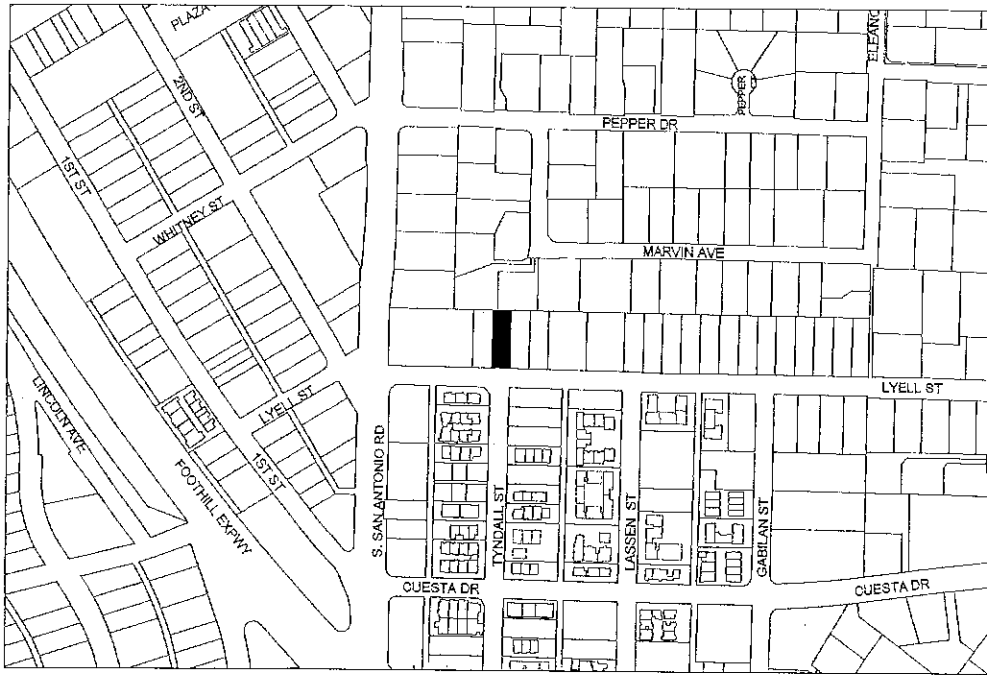 PLAZA
2ND ST
ELEANO
PEPPER
PEPPER DR
1ST ST
WHITNEY ST
MARVIN AVE
LYELL ST
LINCOLN AVE
LYELL ST
S. SAN ANTONIO RD
1ST ST
FOOTHILL EXPWY
TYNDALL ST
LASSEN ST
GABILAN ST
CUESTA DR
CUESTA DR